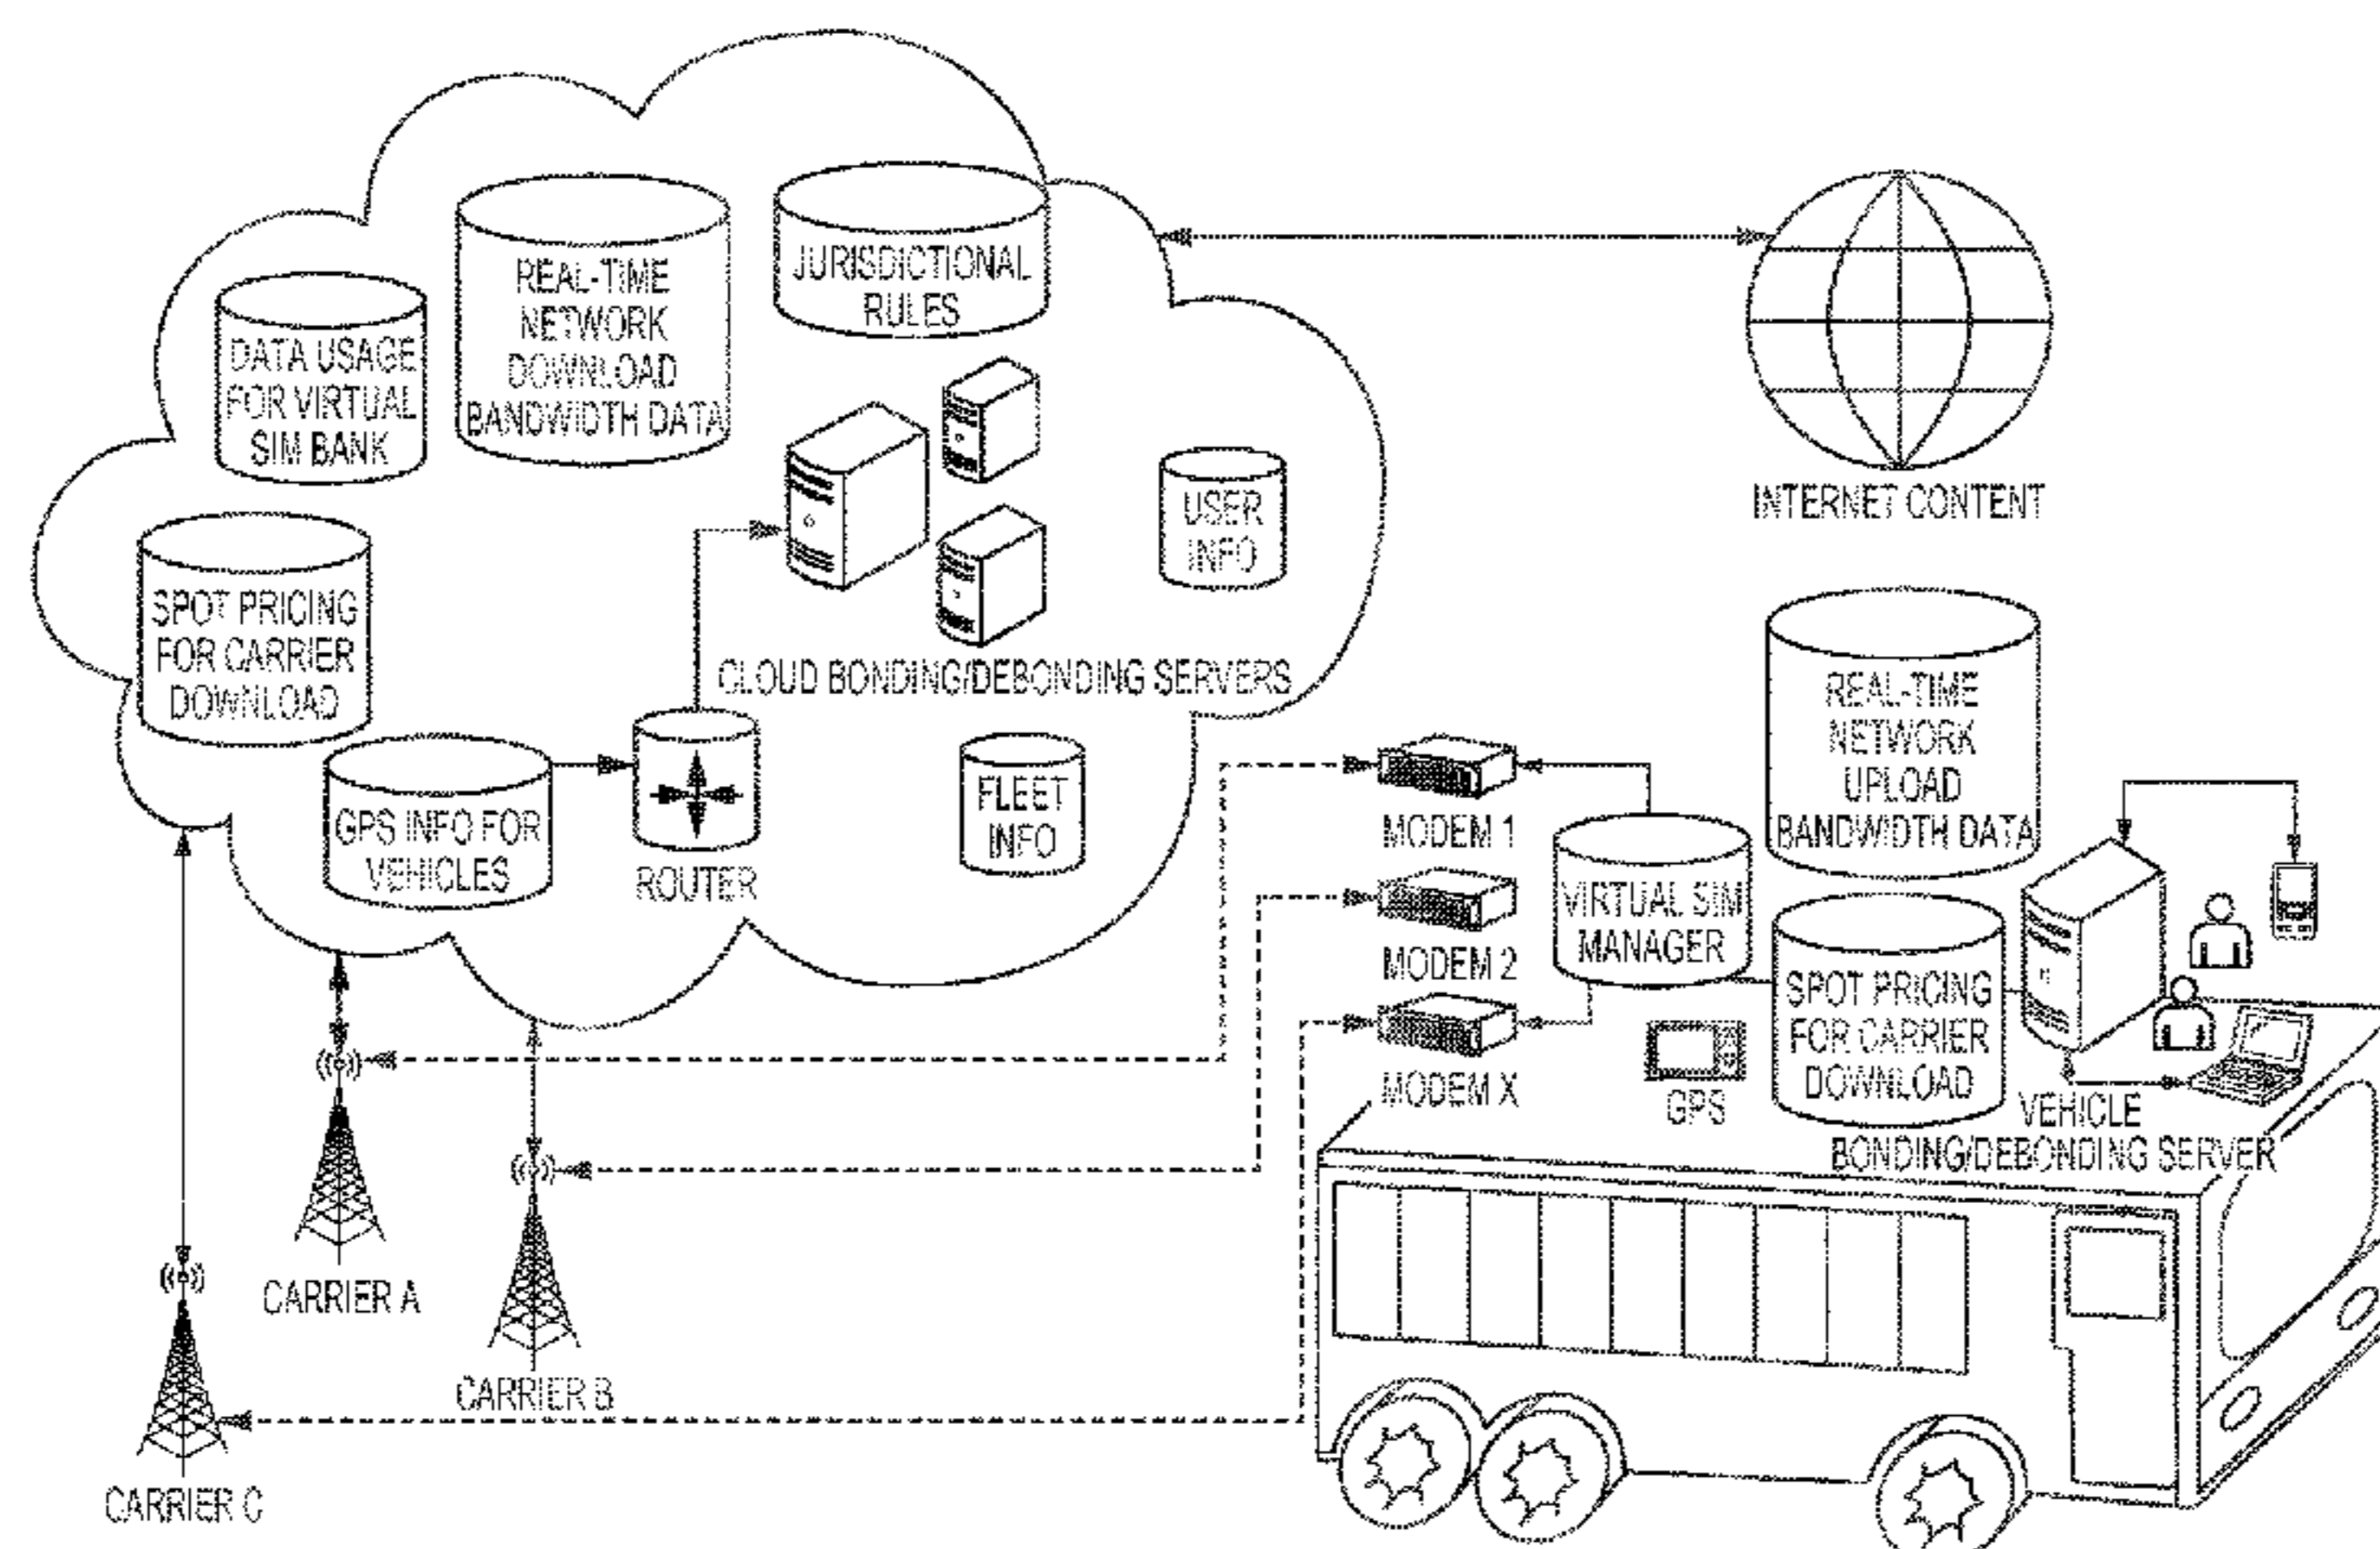 REAL-TIME
NETWORK
DOWNLOAD
BANDWIDTH DATA
JURISDICTIONAL
RULES
DATA USAGE
FOR VIRTUAL
SIM BANK
USER
INFO
INTERNET CONTENT
SPOT PRICING
FOR CARRIER
DOWNLOAD
CLOUD BONDING/DEBONDING SERVERS
GPS INFO FOR
VEHICLES
ROUTER
FLEET
INFO
REAL-TIME
NETWORK
UPLOAD
BANDWIDTH DATA
MODEM 1
MODEM 2
MODEM X
VIRTUAL SIM
MANAGER
GPS
SPOT PRICING
FOR CARRIER
DOWNLOAD
VEHICLE
BONDING/DEBONDING SERVER
CARRIER A
CARRIER B
CARRIER C